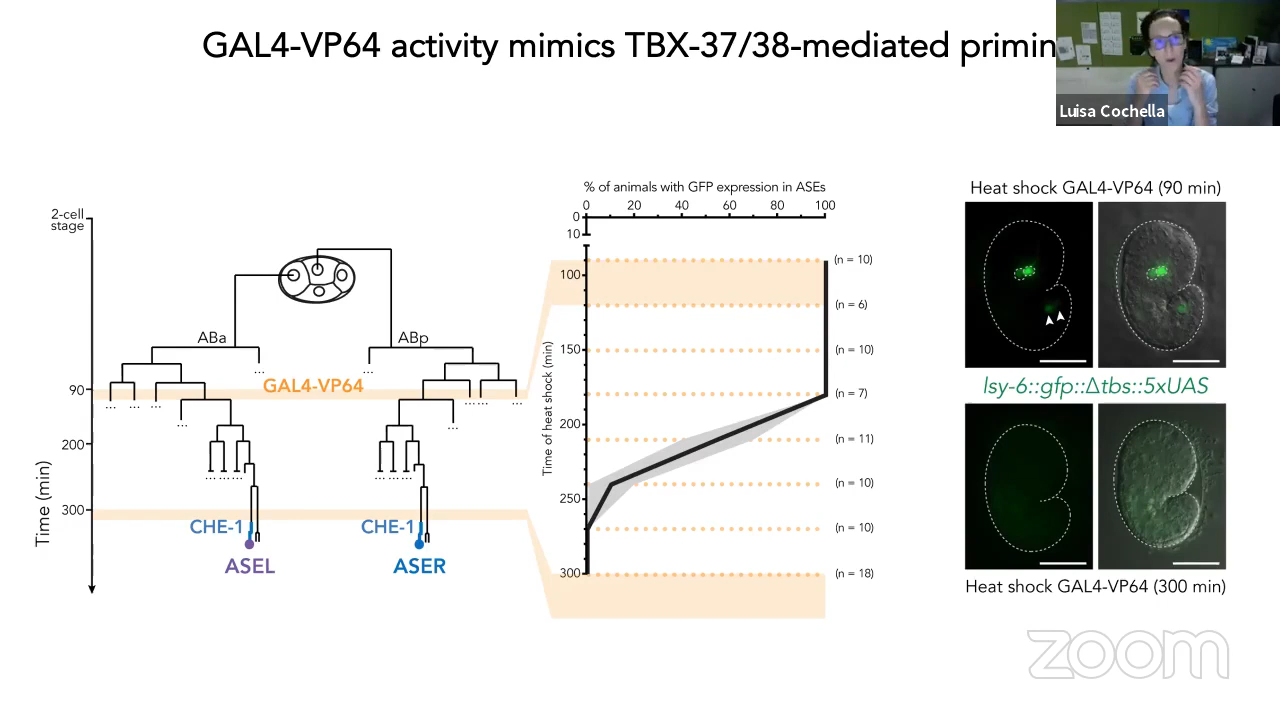 GAL4-VP64 activity mimics TBX-37/38-mediated primin
Luisa Cochella
2-cell
stage
90
200
300
Time (min)
ABa
ABp
GAL4-VP64
...
...
...
...
...
...
...
...
...
...
... ... ...
... ... ...
CHE-1
CHE-1
ASEL
ASER
% of animals with GFP expression in ASEs
0 20 40 60 80 100
0
10
100
150
200
250
300
Time of heat shock (min)
(n = 10)
(n = 6)
(n = 10)
(n = 7)
(n = 11)
(n = 10)
(n = 10)
(n = 18)
Heat shock GAL4-VP64 (90 min)
lsy-6::gfp::Δtbs::5xUAS
Heat shock GAL4-VP64 (300 min)
zoom